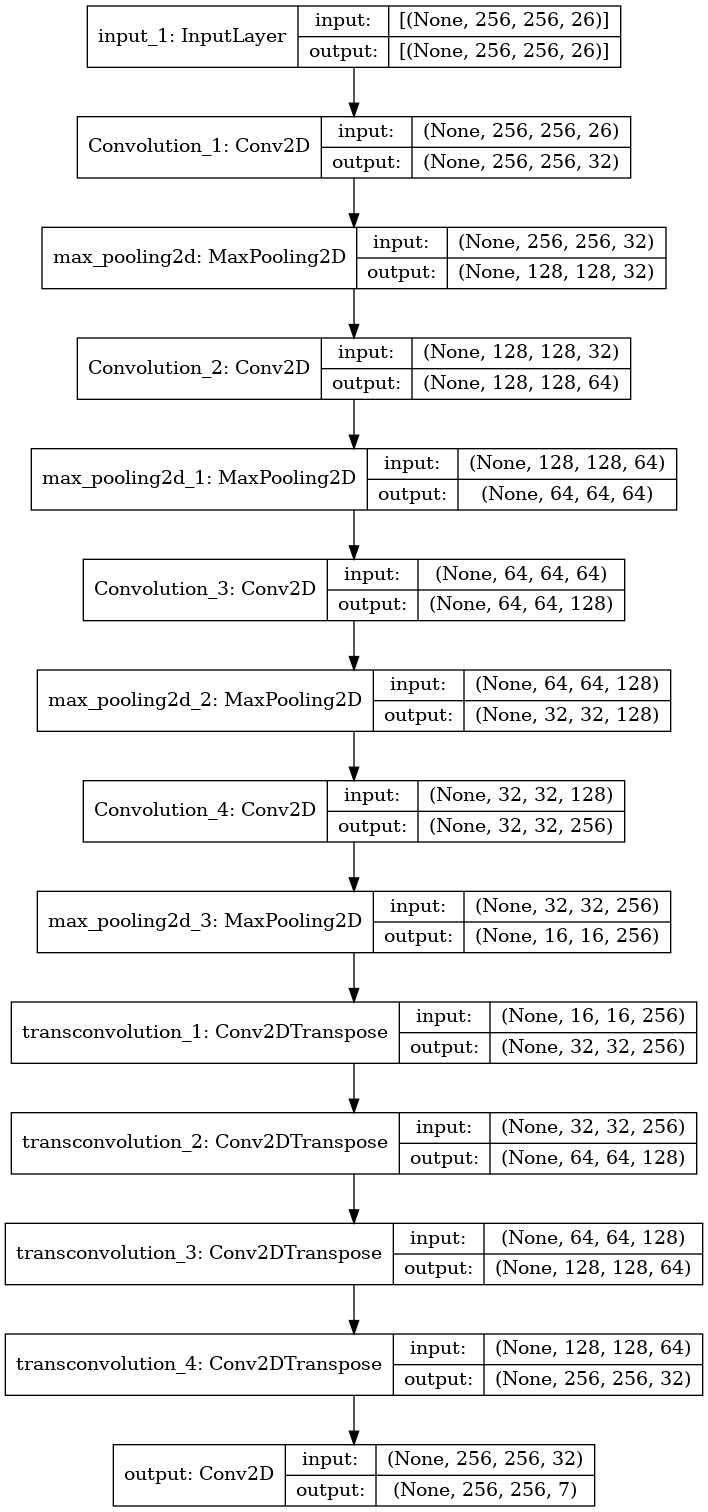 input_1: InputLayer
input: [(None, 256, 256, 26)]
output: [(None, 256, 256, 26)]
Convolution_1: Conv2D
input: (None, 256, 256, 26)
output: (None, 256, 256, 32)
max_pooling2d: MaxPooling2D
input: (None, 256, 256, 32)
output: (None, 128, 128, 32)
Convolution_2: Conv2D
input: (None, 128, 128, 32)
output: (None, 128, 128, 64)
max_pooling2d_1: MaxPooling2D
input: (None, 128, 128, 64)
output: (None, 64, 64, 64)
Convolution_3: Conv2D
input: (None, 64, 64, 64)
output: (None, 64, 64, 128)
max_pooling2d_2: MaxPooling2D
input: (None, 64, 64, 128)
output: (None, 32, 32, 128)
Convolution_4: Conv2D
input: (None, 32, 32, 128)
output: (None, 32, 32, 256)
max_pooling2d_3: MaxPooling2D
input: (None, 32, 32, 256)
output: (None, 16, 16, 256)
transconvolution_1: Conv2DTranspose
input: (None, 16, 16, 256)
output: (None, 32, 32, 256)
transconvolution_2: Conv2DTranspose
input: (None, 32, 32, 256)
output: (None, 64, 64, 128)
transconvolution_3: Conv2DTranspose
input: (None, 64, 64, 128)
output: (None, 128, 128, 64)
transconvolution_4: Conv2DTranspose
input: (None, 128, 128, 64)
output: (None, 256, 256, 32)
output: Conv2D
input: (None, 256, 256, 32)
output: (None, 256, 256, 7)